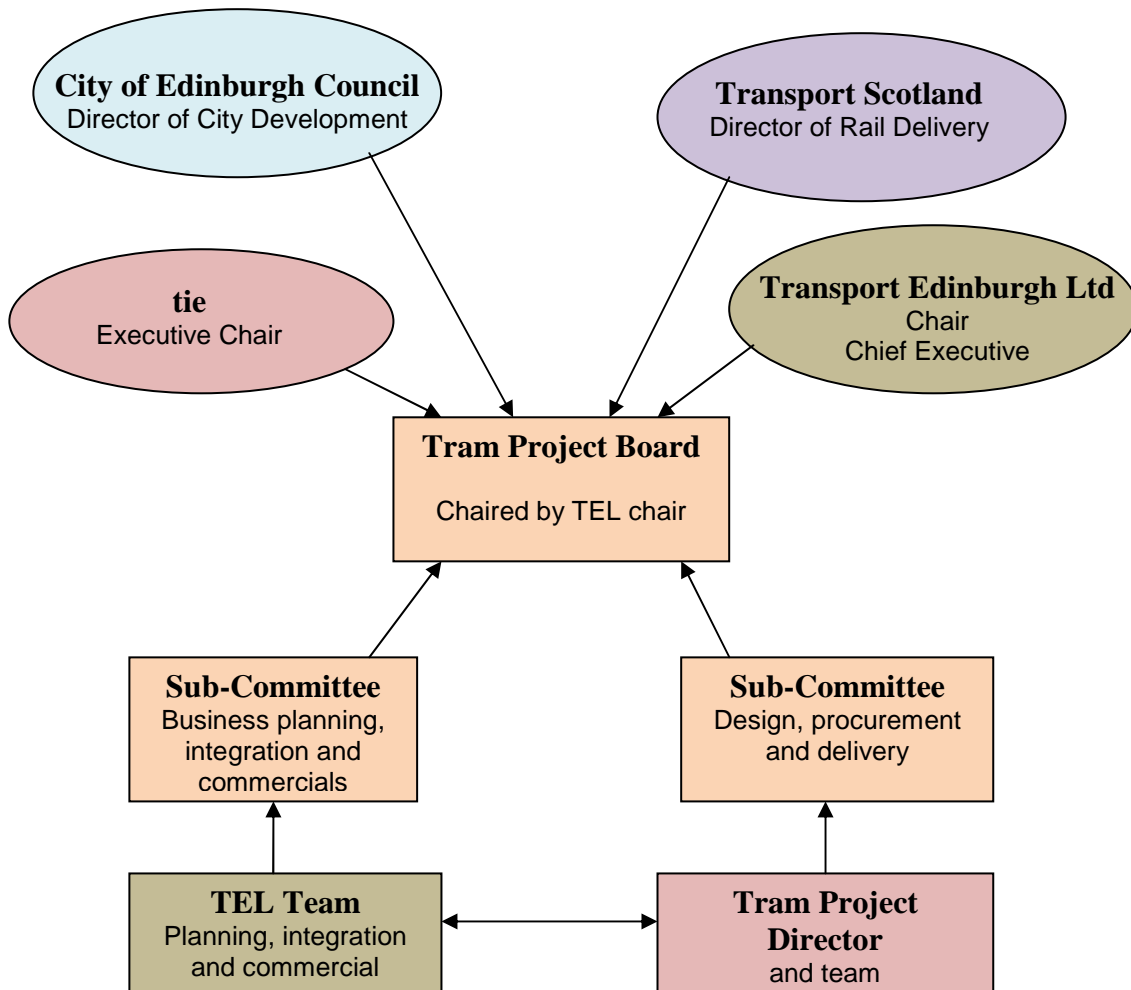 City of Edinburgh Council
Director of City Development
Transport Scotland
Director of Rail Delivery
tie
Executive Chair
Transport Edinburgh Ltd
Chair
Chief Executive
Tram Project Board
Chaired by TEL chair
Sub-Committee
Business planning,
integration and
commercials
Sub-Committee
Design, procurement
and delivery
TEL Team
Planning, integration
and commercial
Tram Project
Director
and team